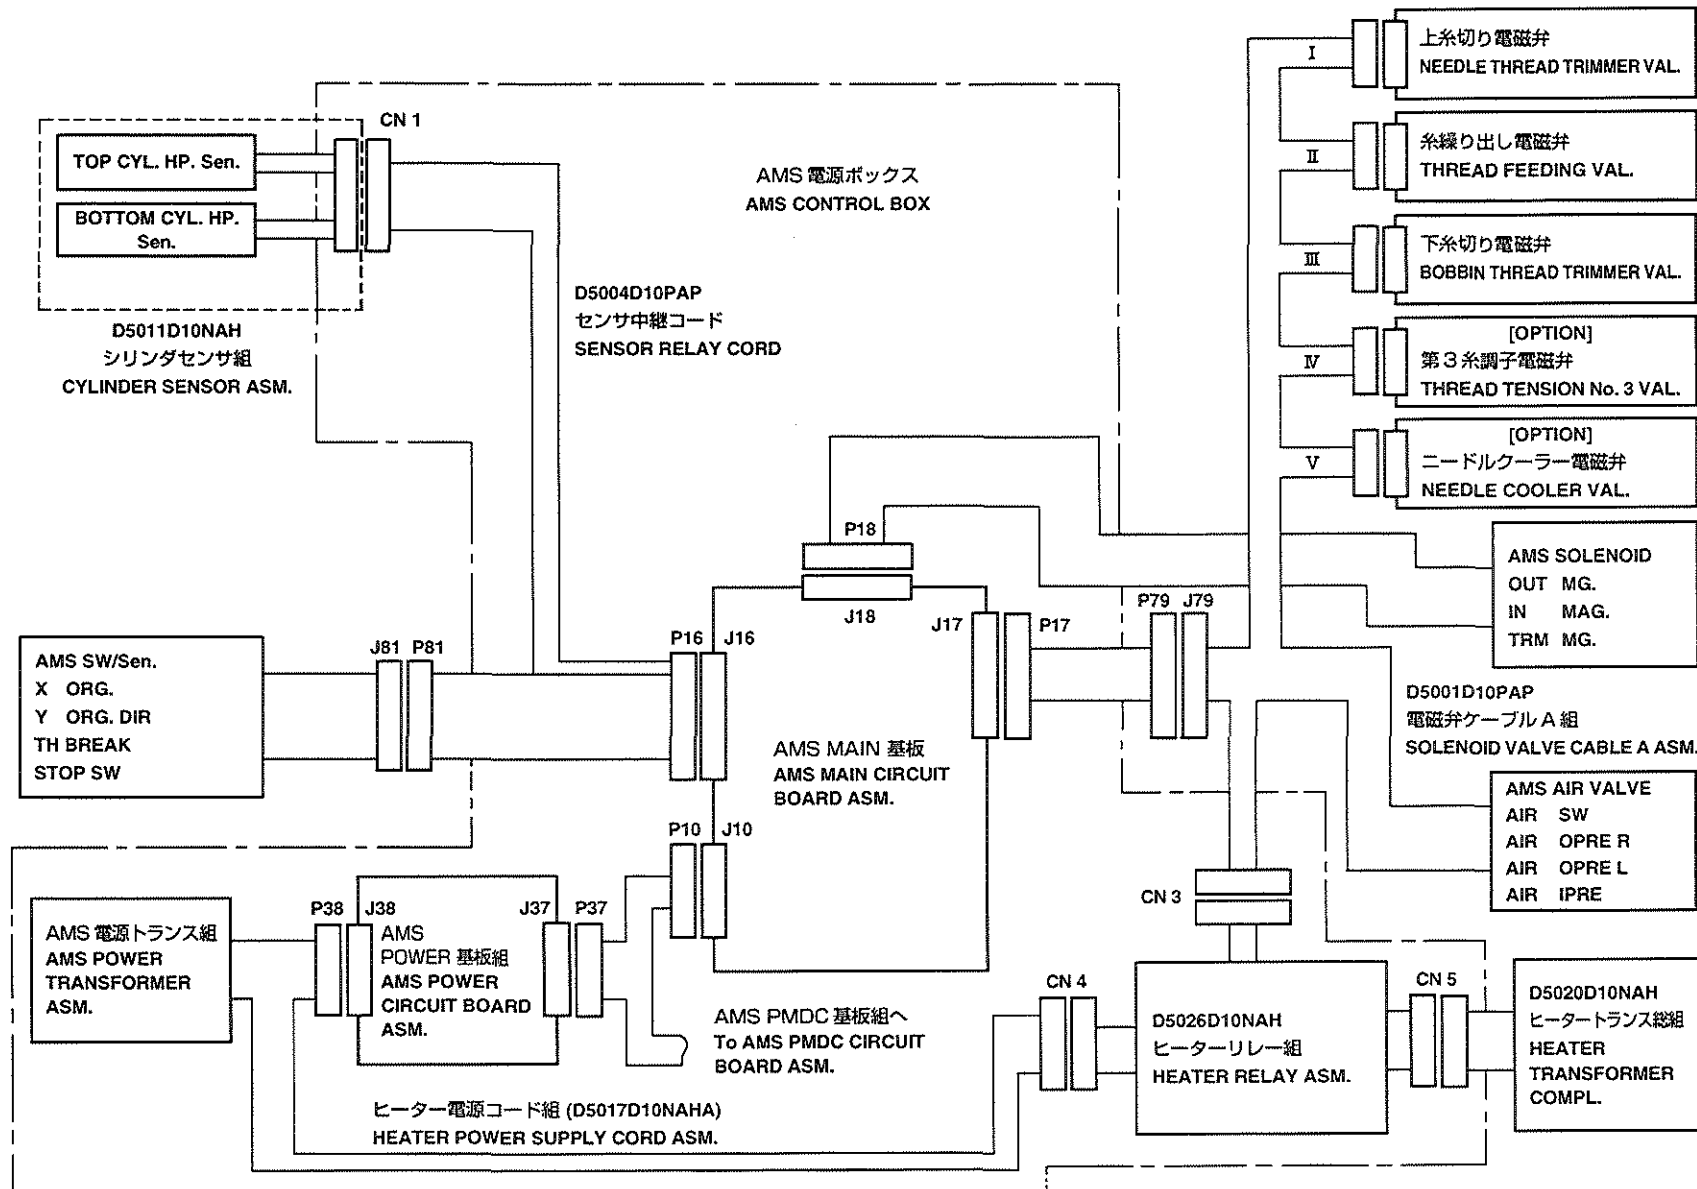 CN 1
TOP CYL. HP. Sen.
BOTTOM CYL. HP.
Sen.
D5011D10NAH
シリンダセンサ組
CYLINDER SENSOR ASM.
AMS 電源ボックス
AMS CONTROL BOX
D5004D10PAP
センサ中継コード
SENSOR RELAY CORD
I
上糸切り電磁弁
NEEDLE THREAD TRIMMER VAL.
II
糸繰り出し電磁弁
THREAD FEEDING VAL.
III
下糸切り電磁弁
BOBBIN THREAD TRIMMER VAL.
IV
[OPTION]
第3糸調子電磁弁
THREAD TENSION No. 3 VAL.
V
[OPTION]
ニードルクーラー電磁弁
NEEDLE COOLER VAL.
AMS SOLENOID
OUT MG.
IN MAG.
TRM MG.
P18
J18
J17
P17
P79
J79
P16
J16
J81
P81
AMS SW/Sen.
X ORG.
Y ORG. DIR
TH BREAK
STOP SW
AMS MAIN 基板
AMS MAIN CIRCUIT
BOARD ASM.
D5001D10PAP
電磁弁ケーブル A 組
SOLENOID VALVE CABLE A ASM.
AMS AIR VALVE
AIR SW
AIR OPRE R
AIR OPRE L
AIR IPRE
P10
J10
CN 3
AMS 電源トランス組
AMS POWER
TRANSFORMER
ASM.
P38
J38
J37
P37
AMS
POWER 基板組
AMS POWER
CIRCUIT BOARD
ASM.
AMS PMDC 基板組へ
To AMS PMDC CIRCUIT
BOARD ASM.
CN 4
D5026D10NAH
ヒーターリレー組
HEATER RELAY ASM.
CN 5
D5020D10NAH
ヒータートランス総組
HEATER
TRANSFORMER
COMPL.
ヒーター電源コード組 (D5017D10NAHA)
HEATER POWER SUPPLY CORD ASM.